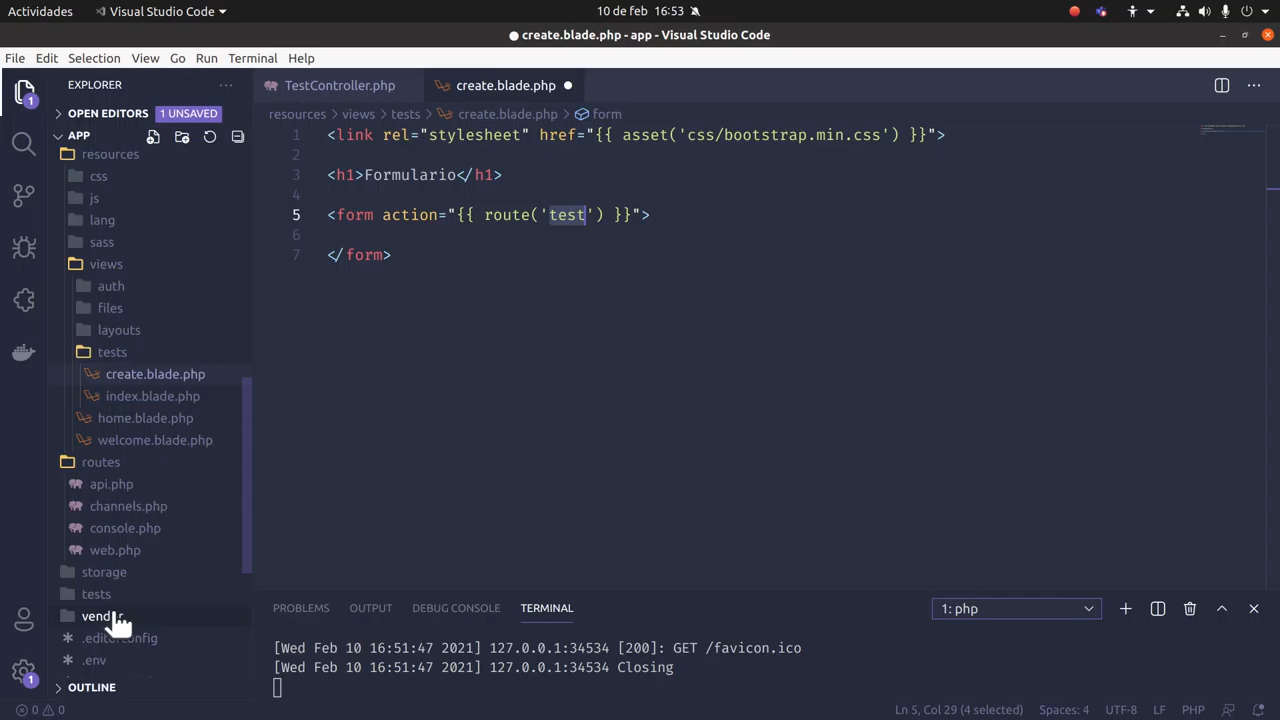 Actividades
Visual Studio Code
10 de feb 16:53
create.blade.php - app - Visual Studio Code
File Edit Selection View Go Run Terminal Help
EXPLORER
OPEN EDITORS 1 UNSAVED
APP
resources
css
js
lang
sass
views
auth
files
layouts
tests
create.blade.php
index.blade.php
home.blade.php
welcome.blade.php
routes
api.php
channels.php
console.php
web.php
storage
tests
.editorconfig
.env
OUTLINE
1
1
TestController.php
create.blade.php
resources > views > tests > create.blade.php > form
1 <link rel="stylesheet" href="{{ asset('css/bootstrap.min.css') }}">
2
3 <h1>Formulario</h1>
4
5 <form action="{{ route('test') }}">
6
7 </form>
PROBLEMS OUTPUT DEBUG CONSOLE TERMINAL
1: php
[Wed Feb 10 16:51:47 2021] 127.0.0.1:34534 [200]: GET /favicon.ico
[Wed Feb 10 16:51:47 2021] 127.0.0.1:34534 Closing
0 0
Ln 5, Col 29 (4 selected) Spaces: 4 UTF-8 LF PHP